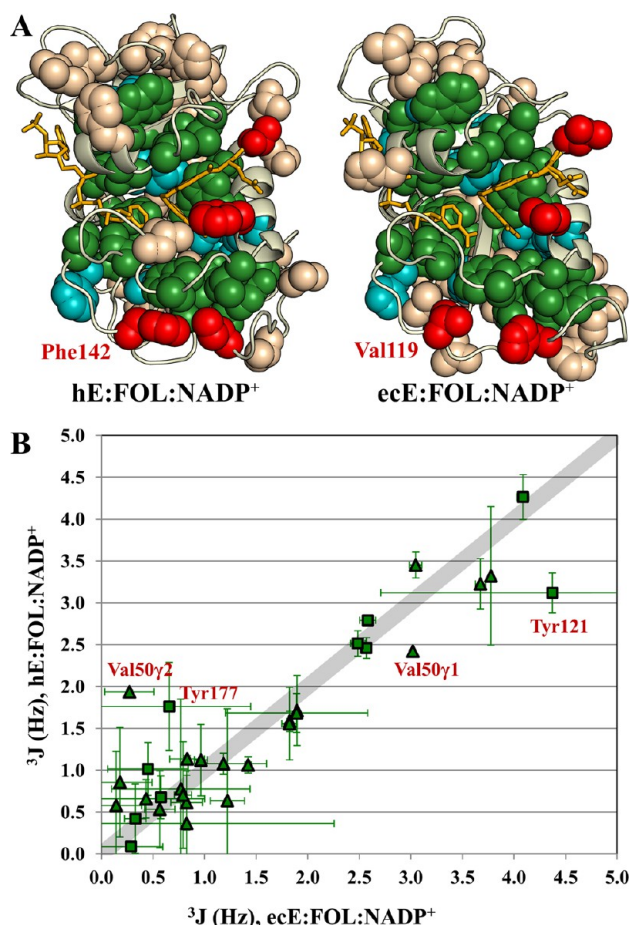 A
Phe142
Val119
hE:FOL:NADP⁺
ecE:FOL:NADP⁺
B
5.0
4.5
4.0
3.5
3.0
2.5
2.0
1.5
1.0
0.5
0.0
³J (Hz), hE:FOL:NADP⁺
Tyr121
Val50γ2
Tyr177
Val50γ1
0.0 0.5 1.0 1.5 2.0 2.5 3.0 3.5 4.0 4.5 5.0
³J (Hz), ecE:FOL:NADP⁺